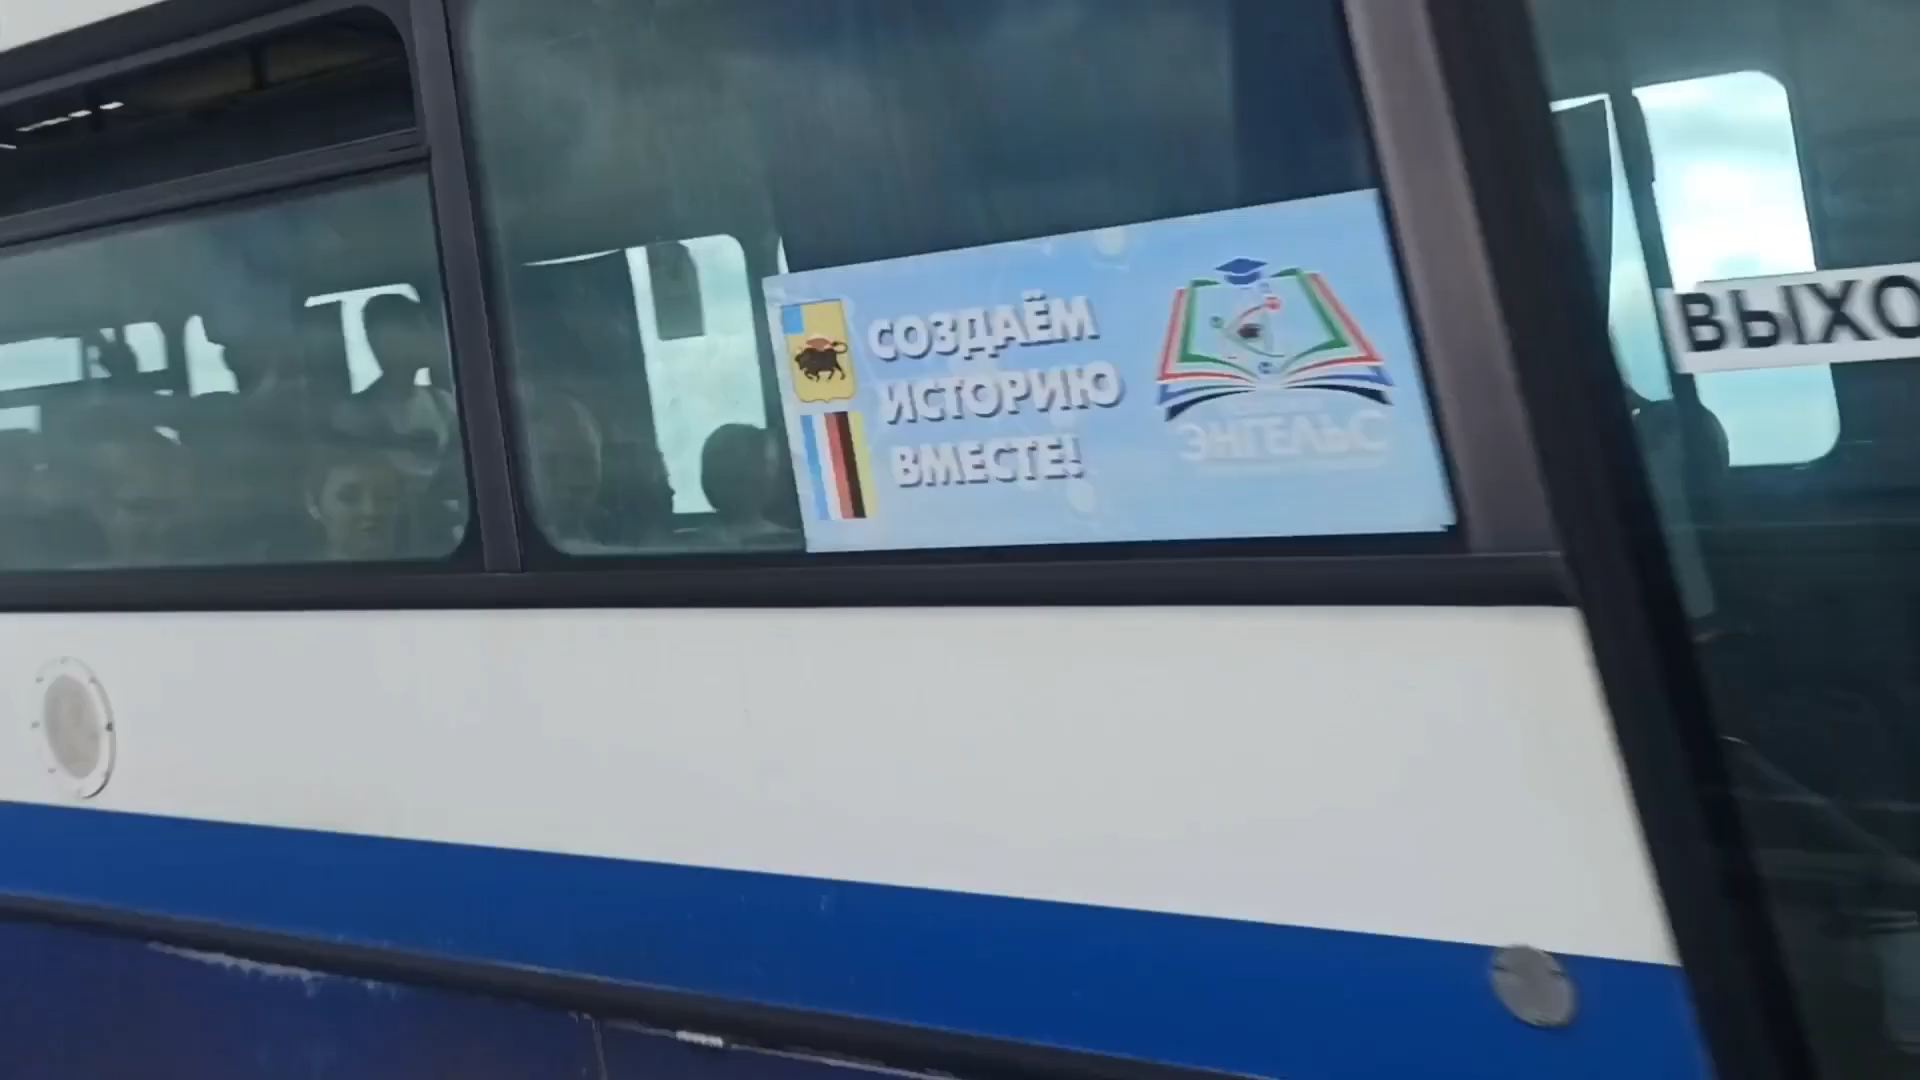 СОЗДАЁМ
ИСТОРИЮ
ВМЕСТЕ!
ЭНГЕЛЬС
ВЫХО